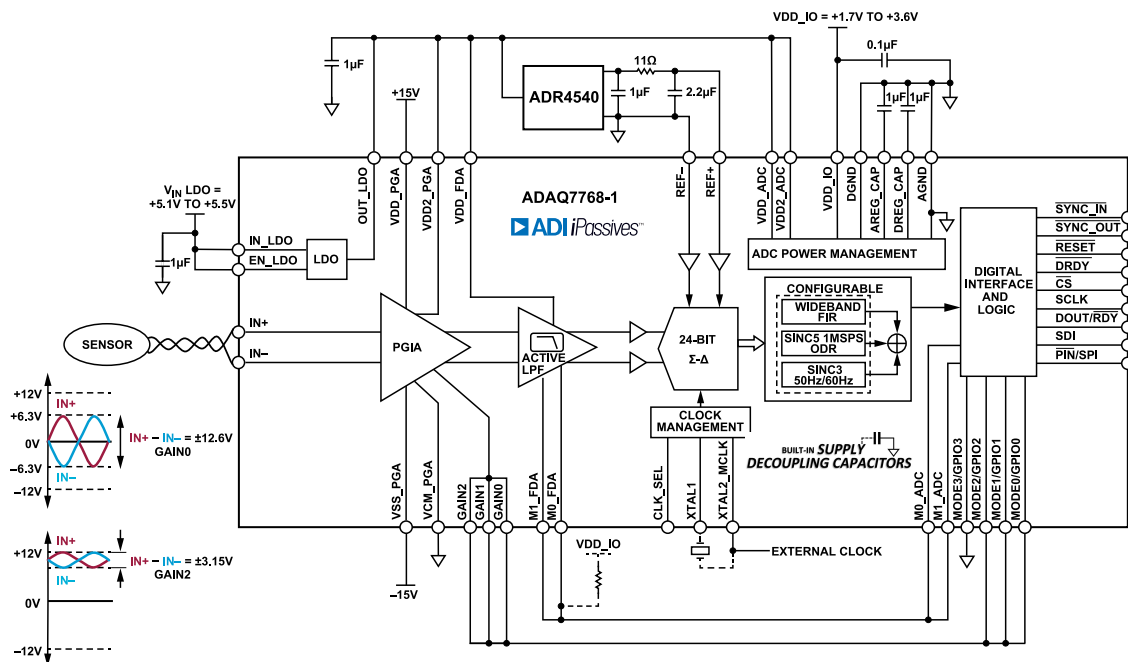 VDD_IO = +1.7V TO +3.6V
0.1µF
1µF
11Ω
ADR4540
1µF
2.2µF
1µF
1µF
+15V
VIN LDO =
+5.1V TO +5.5V
1µF
OUT_LDO
VDD_PGA
VDD2_PGA
VDD_FDA
REF–
REF+
VDD_ADC
VDD2_ADC
VDD_IO
DGND
AREG_CAP
DREG_CAP
AGND
ADAQ7768-1
ADI iPassives™
IN_LDO
EN_LDO
LDO
ADC POWER MANAGEMENT
DIGITAL
INTERFACE
AND
LOGIC
SYNC_IN
SYNC_OUT
RESET
DRDY
CS
SCLK
DOUT/RDY
SDI
PIN/SPI
CONFIGURABLE
WIDEBAND
FIR
SINC5 1MSPS
ODR
SINC3
50Hz/60Hz
SENSOR
IN+
IN–
PGIA
ACTIVE
LPF
24-BIT
Σ-Δ
CLOCK
MANAGEMENT
BUILT-IN SUPPLY
DECOUPLING CAPACITORS
+12V
+6.3V
0V
–6.3V
–12V
IN+
IN–
IN+ – IN– = ±12.6V
GAIN0
VSS_PGA
VCM_PGA
GAIN2
GAIN1
GAIN0
M1_FDA
M0_FDA
CLK_SEL
XTAL1
XTAL2_MCLK
M0_ADC
M1_ADC
MODE3/GPIO3
MODE2/GPIO2
MODE1/GPIO1
MODE0/GPIO0
VDD_IO
EXTERNAL CLOCK
–15V
+12V
0V
–12V
IN+
IN–
IN+ – IN– = ±3.15V
GAIN2